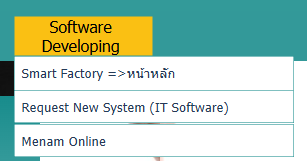 Software
Developing
Smart Factory =>หน้าหลัก
Request New System (IT Software)
Menam Online